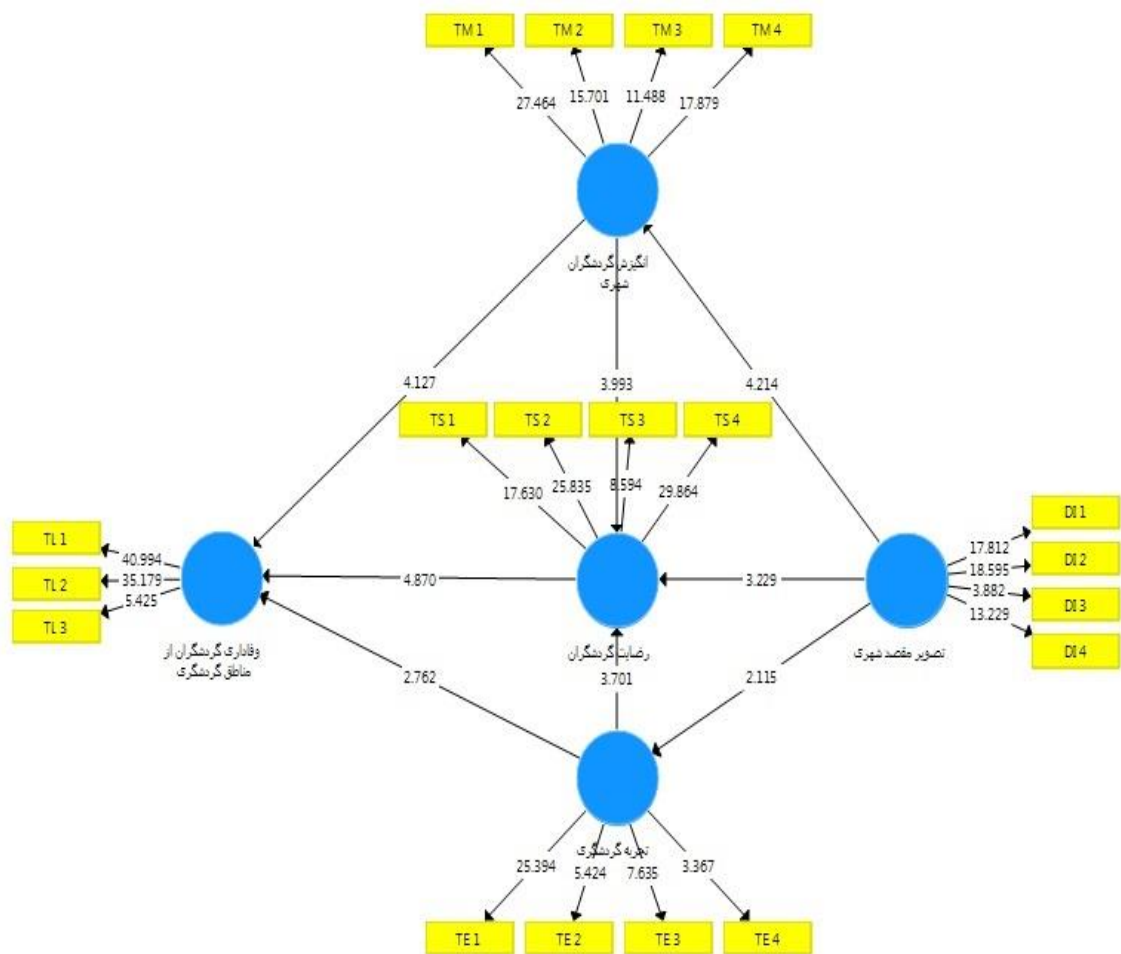 TM 1
TM 2
TM 3
TM 4
27.464
15.701
11.488
17.879
انگیزش گردشگران
شهری
4.127
3.993
4.214
TS 1
TS 2
TS 3
TS 4
17.630
25.835
8.594
29.864
TL 1
TL 2
TL 3
40.994
35.179
5.425
4.870
3.229
DI 1
DI 2
DI 3
DI 4
17.812
18.595
3.882
13.229
وفاداری گردشگران از
مناطق گردشگری
رضایت گردشگران
تصویر مقصد شهری
2.762
3.701
2.115
تجربه گردشگری
25.394
5.424
7.635
3.367
TE 1
TE 2
TE 3
TE 4